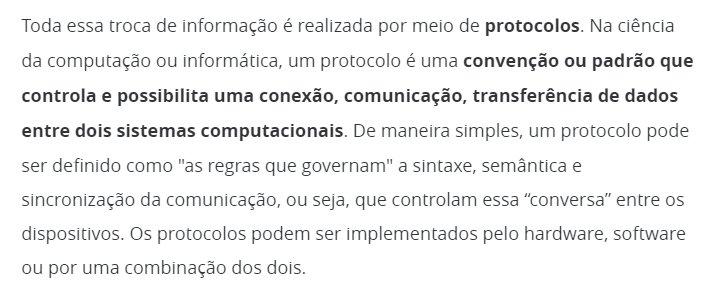 Toda essa troca de informação é realizada por meio de protocolos. Na ciência
da computação ou informática, um protocolo é uma convenção ou padrão que
controla e possibilita uma conexão, comunicação, transferência de dados
entre dois sistemas computacionais. De maneira simples, um protocolo pode
ser definido como "as regras que governam" a sintaxe, semântica e
sincronização da comunicação, ou seja, que controlam essa “conversa” entre os
dispositivos. Os protocolos podem ser implementados pelo hardware, software
ou por uma combinação dos dois.